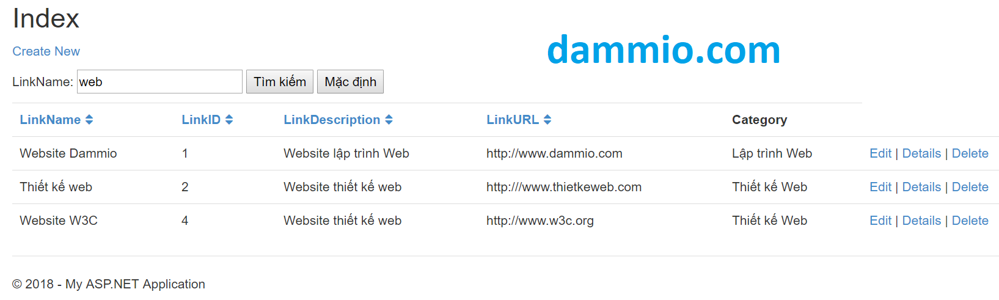 Index
dammio.com
Create New
LinkName: web Tìm kiếm Mặc định
LinkName LinkID LinkDescription LinkURL Category
Website Dammio 1 Website lập trình Web http://www.dammio.com Lập trình Web Edit | Details | Delete
Thiết kế web 2 Website thiết kế web http:///www.thietkeweb.com Thiết kế Web Edit | Details | Delete
Website W3C 4 Website thiết kế web http://www.w3c.org Thiết kế Web Edit | Details | Delete
© 2018 - My ASP.NET Application